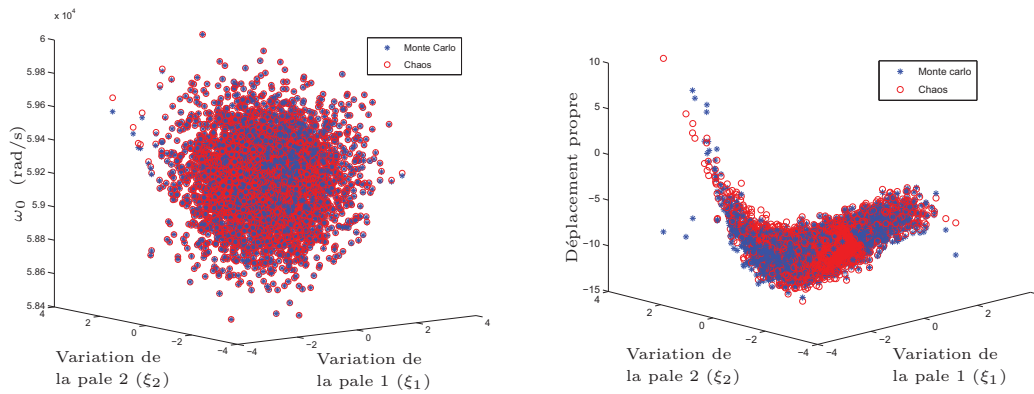 x 10⁴
6
5.98
5.96
5.94
5.92
5.9
5.88
5.86
5.84
ω₀ (rad/s)
Monte Carlo
Chaos
4
2
0
−2
−4
−4
−2
0
2
4
Variation de
la pale 2 (ξ₂)
Variation de
la pale 1 (ξ₁)
10
5
0
−5
−10
−15
Déplacement propre
Monte carlo
Chaos
4
2
0
−2
−4
−4
−2
0
2
4
Variation de
la pale 2 (ξ₂)
Variation de
la pale 1 (ξ₁)